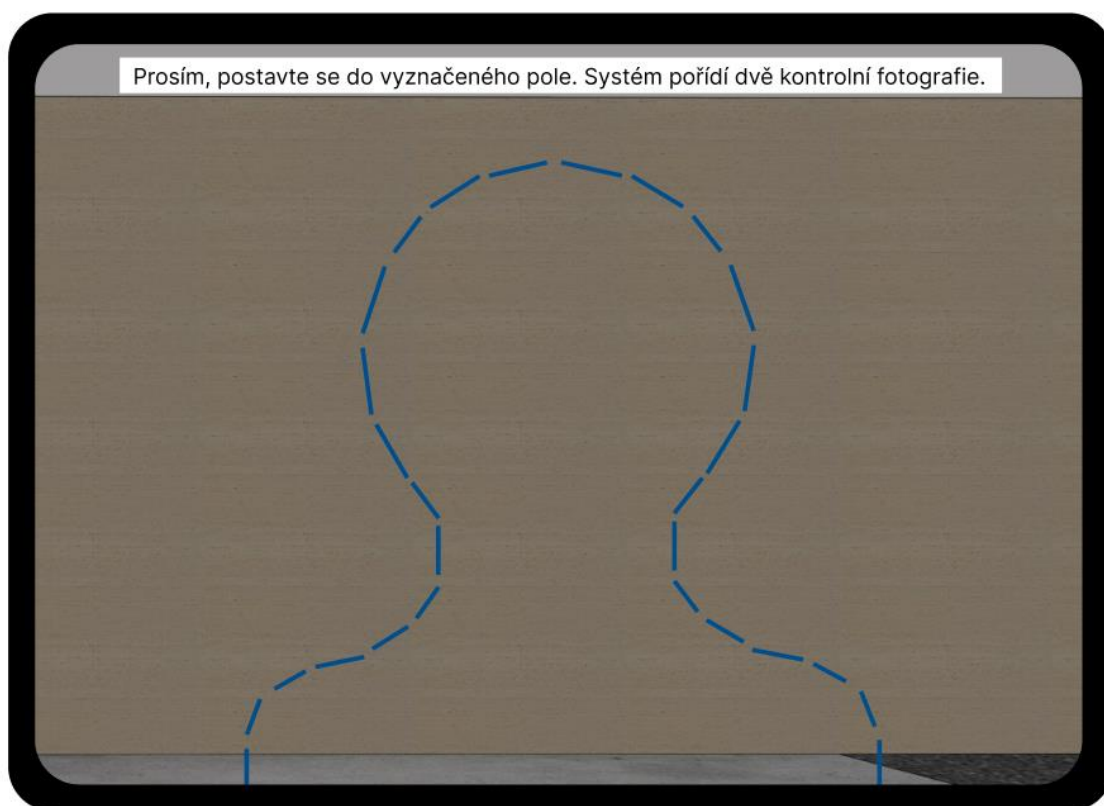 Prosím, postavte se do vyznačeného pole. Systém pořídí dvě kontrolní fotografie.